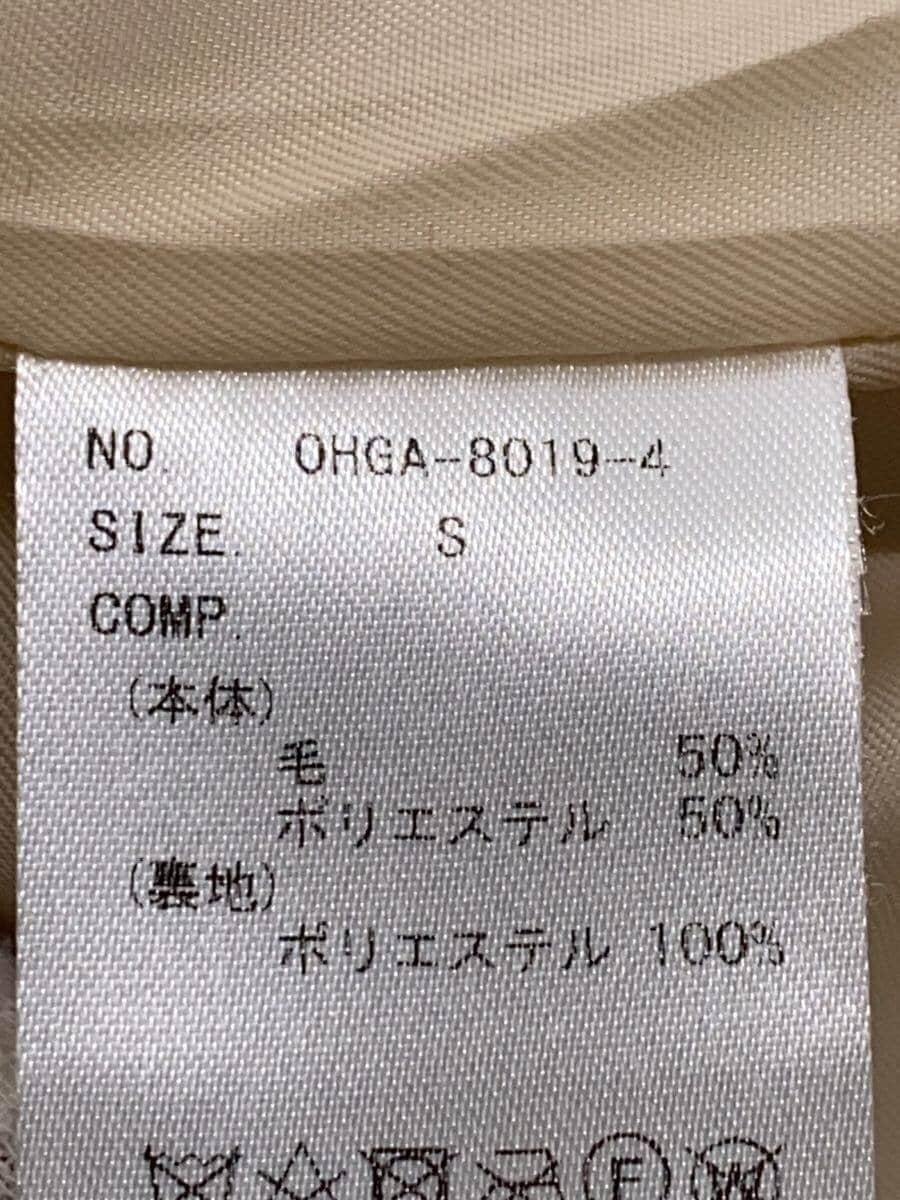 NO. OHGA-8019-4
SIZE. S
COMP.
(本体)
毛 50%
ポリエステル 50%
(裏地)
ポリエステル 100%
F W